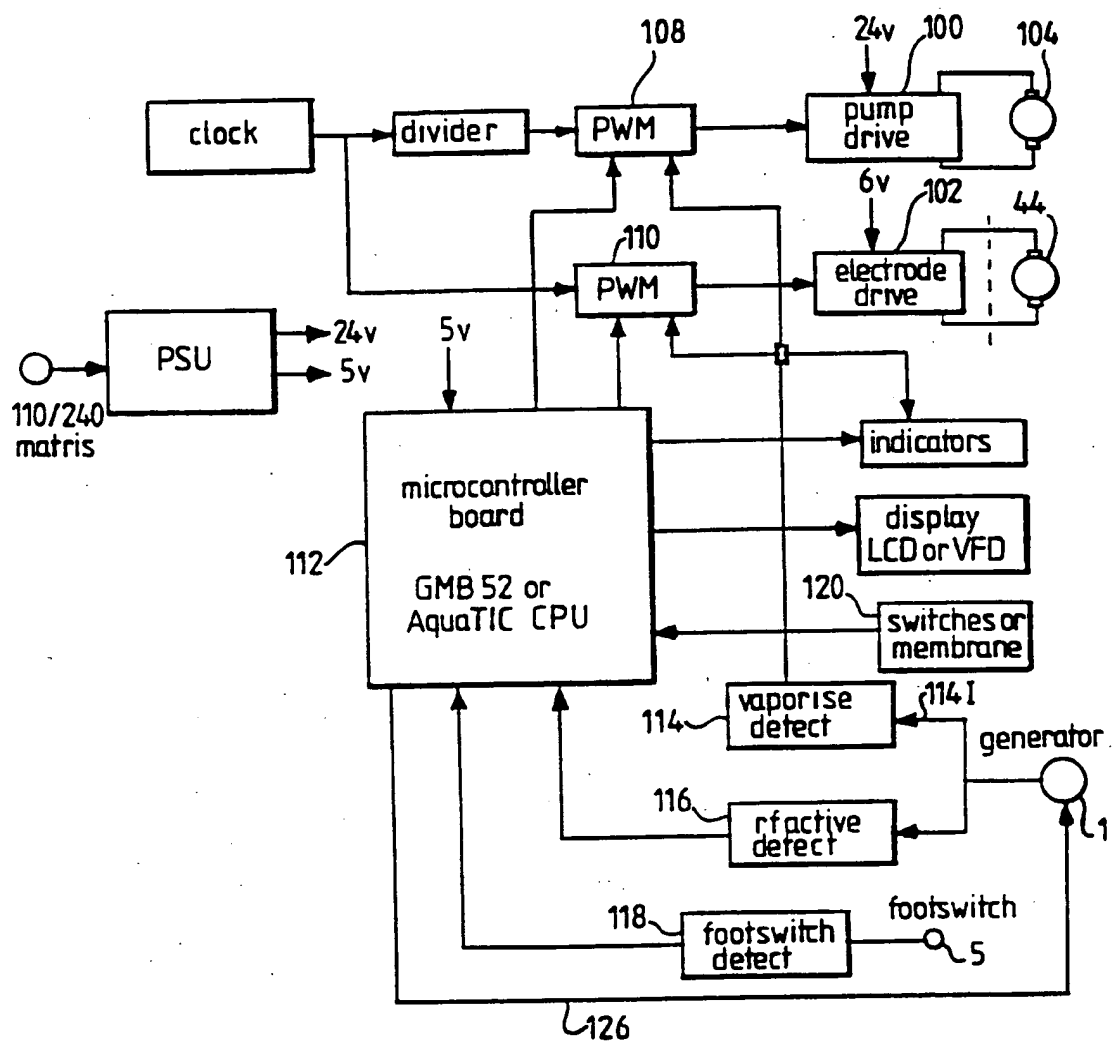 108
24v
100
104
clock
divider
PWM
pump
drive
6v
102
44
110
PWM
electrode
drive
PSU
24v
5v
5v
110/240
matris
indicators
microcontroller
board
display
LCD or VFD
112
GMB 52 or
AquaTIC CPU
120
switches or
membrane
114
vaporise
detect
114 I
generator
116
rf active
detect
1
118
footswitch
detect
footswitch
5
126